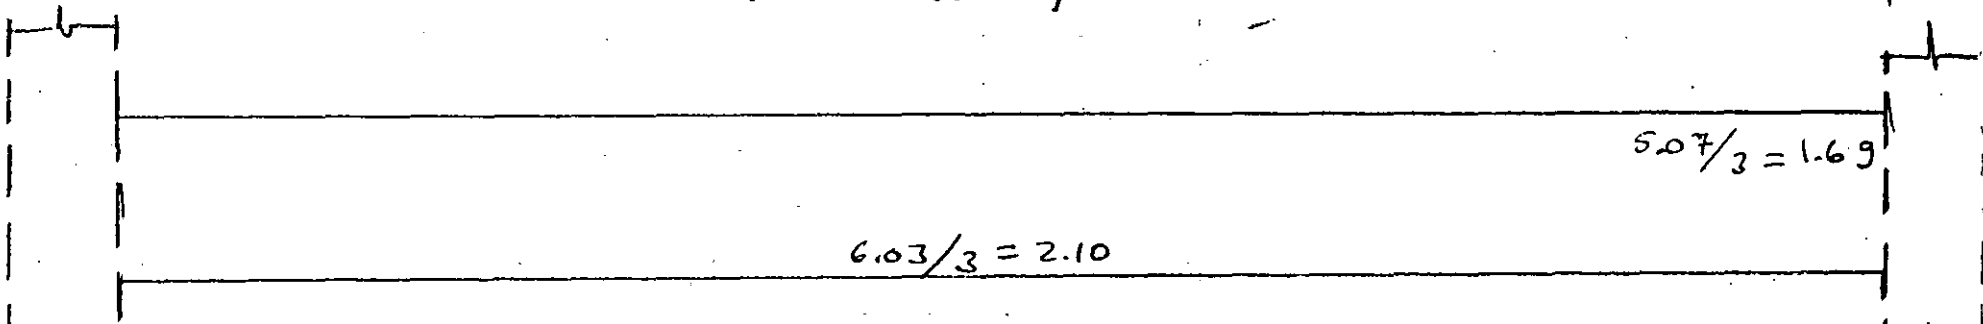 5.07/3 = 1.69
6.03/3 = 2.10